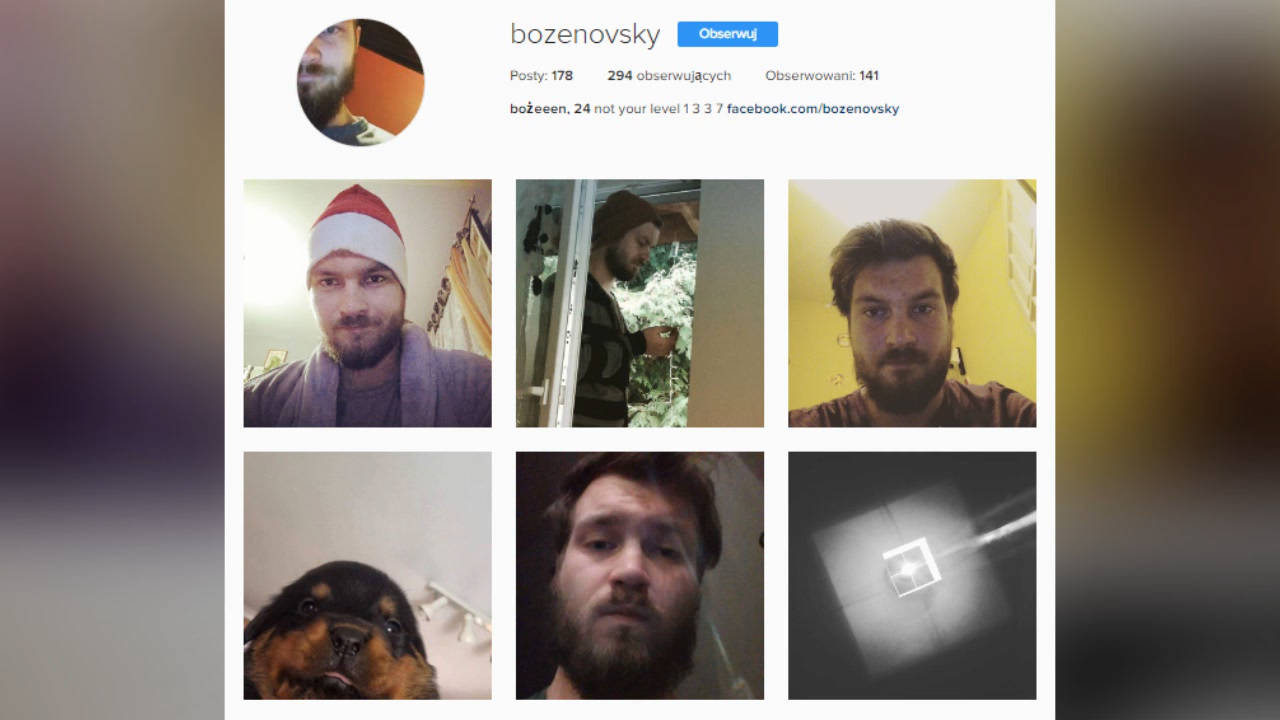 bozenovsky Obserwuj
Posty: 178 294 obserwujących Obserwowani: 141
bożeeen, 24 not your level 1 3 3 7 facebook.com/bozenovsky